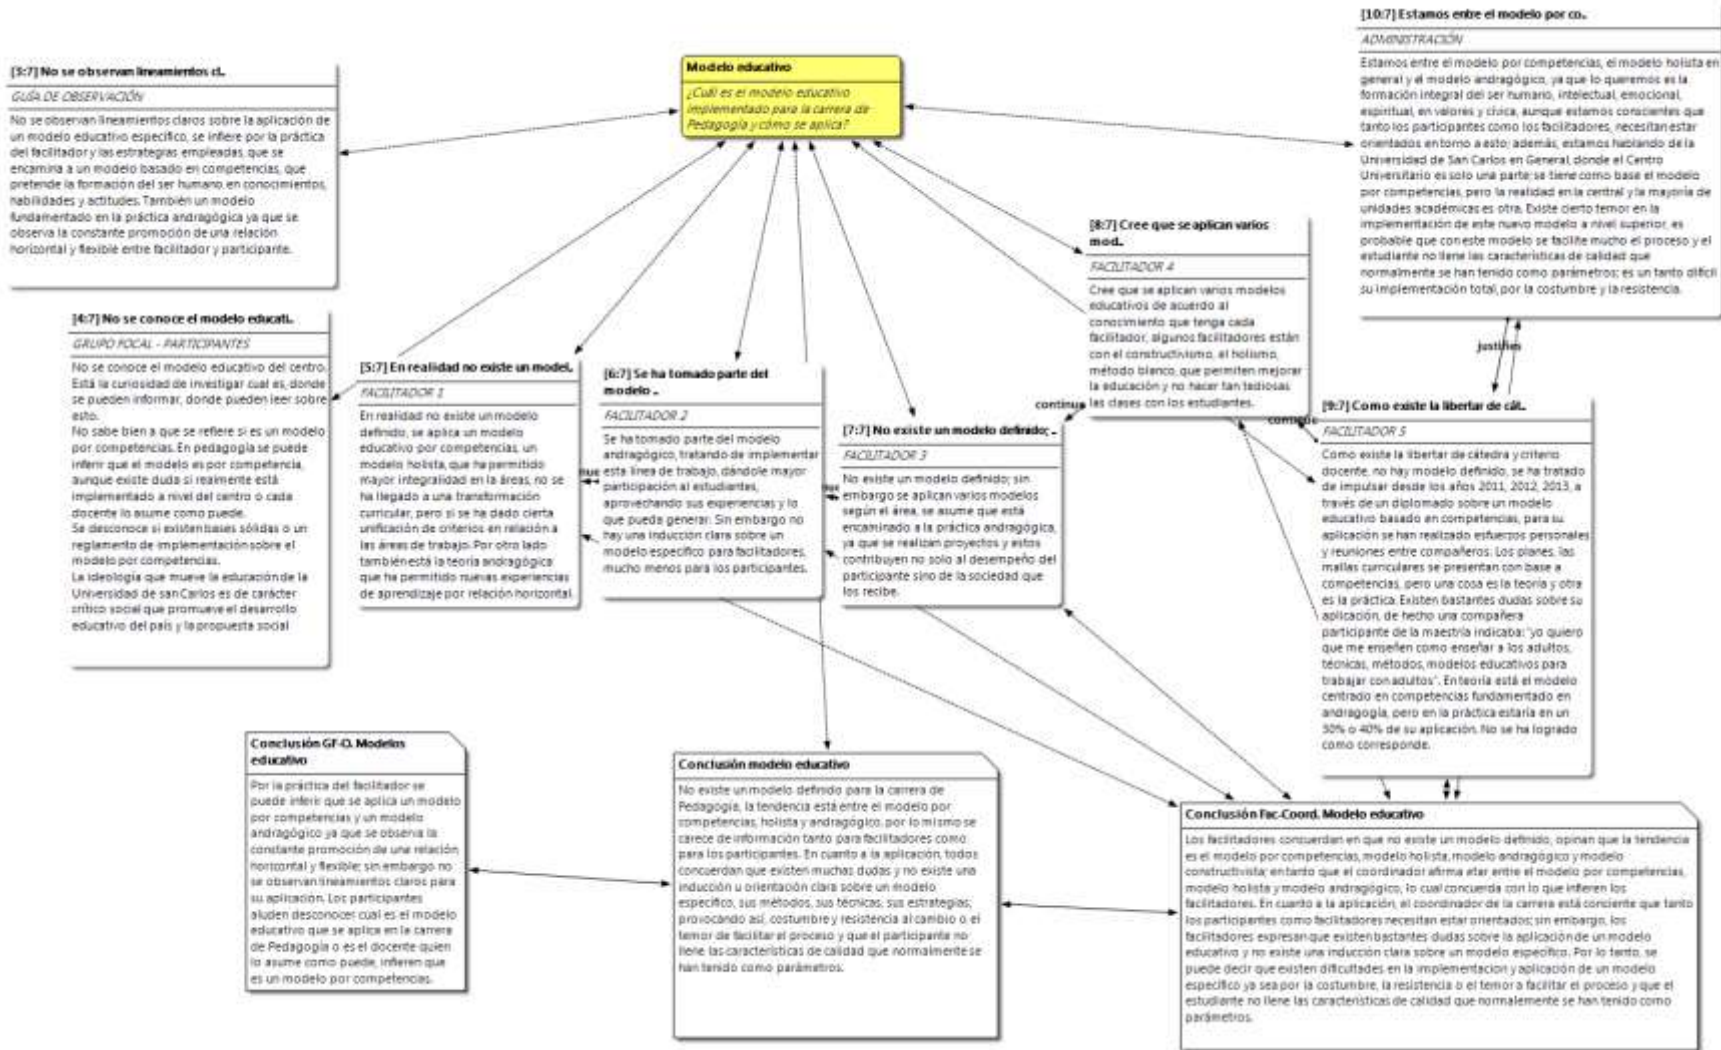 [3:7] No se observan lineamientos cl..
GUÍA DE OBSERVACIÓN
No se observan lineamientos claros sobre la aplicación de
un modelo educativo específico, se infiere por la práctica
del facilitador y las estrategias empleadas, que se
encamina a un modelo basado en competencias, que
pretende la formación del ser humano en conocimientos,
habilidades y actitudes. También un modelo
fundamentado en la práctica andragógica ya que se
observa la constante promoción de una relación
horizontal y flexible entre facilitador y participante.
Modelo educativo
¿Cuál es el modelo educativo
implementado para la carrera de
Pedagogía y cómo se aplica?
[10:7] Estamos entre el modelo por co..
ADMINISTRACIÓN
Estamos entre el modelo por competencias, el modelo holista en
general y el modelo andragógico, ya que lo queremos es la
formación integral del ser humano, intelectual, emocional,
espiritual, en valores y cívica, aunque estamos conscientes que
tanto los participantes como los facilitadores, necesitan estar
orientados en torno a esto; además, estamos hablando de la
Universidad de San Carlos en General, donde el Centro
Universitario es solo una parte; se tiene como base el modelo
por competencias, pero la realidad en la central y la mayoría de
unidades académicas es otra. Existe cierto temor en la
implementación de este nuevo modelo a nivel superior, es
probable que con este modelo se facilite mucho el proceso y el
estudiante no llene las características de calidad que
normalmente se han tenido como parámetros; es un tanto difícil
su implementación total, por la costumbre y la resistencia.
[8:7] Cree que se aplican varios
mod..
FACILITADOR 4
Cree que se aplican varios modelos
educativos de acuerdo al
conocimiento que tenga cada
facilitador, algunos facilitadores están
con el constructivismo, el holismo,
método blanco, que permiten mejorar
la educación y no hacer tan tediosas
las clases con los estudiantes.
justifies
[4:7] No se conoce el modelo educati..
GRUPO FOCAL - PARTICIPANTES
No se conoce el modelo educativo del centro.
Está la curiosidad de investigar cual es, donde
se pueden informar, donde pueden leer sobre
esto.
No sabe bien a que se refiere si es un modelo
por competencias. En pedagogía se puede
inferir que el modelo es por competencia,
aunque existe duda si realmente está
implementado a nivel del centro o cada
docente lo asume como puede.
Se desconoce si existen bases sólidas o un
reglamento de implementación sobre el
modelo por competencias.
La ideología que mueve la educación de la
Universidad de san Carlos es de carácter
crítico social que promueve el desarrollo
educativo del país y la propuesta social
[5:7] En realidad no existe un model..
FACILITADOR 1
En realidad no existe un modelo
definido, se aplica un modelo
educativo por competencias, un
modelo holista, que ha permitido
mayor integralidad en la áreas, no se
ha llegado a una transformación
curricular, pero si se ha dado cierta
unificación de criterios en relación a
las áreas de trabajo. Por otro lado
también está la teoría andragógica
que ha permitido nuevas experiencias
de aprendizaje por relación horizontal.
[6:7] Se ha tomado parte del
modelo ..
FACILITADOR 2
Se ha tomado parte del modelo
andragógico, tratando de implementar
esta línea de trabajo, dándole mayor
participación al estudiantes,
aprovechando sus experiencias y lo
que pueda generar. Sin embargo no
hay una inducción clara sobre un
modelo específico para facilitadores,
mucho menos para los participantes.
[7:7] No existe un modelo definido; ..
FACILITADOR 3
No existe un modelo definido; sin
embargo se aplican varios modelos
según el área, se asume que está
encaminado a la práctica andragógica,
ya que se realizan proyectos y estos
contribuyen no solo al desempeño del
participante sino de la sociedad que
los recibe.
[9:7] Como existe la libertar de cát..
FACILITADOR 5
Como existe la libertar de cátedra y criterio
docente, no hay modelo definido, se ha tratado
de impulsar desde los años 2011, 2012, 2013, a
través de un diplomado sobre un modelo
educativo basado en competencias, para su
aplicación se han realizado esfuerzos personales
y reuniones entre compañeros. Los planes, las
mallas curriculares se presentan con base a
competencias, pero una cosa es la teoría y otra
es la práctica. Existen bastantes dudas sobre su
aplicación, de hecho una compañera
participante de la maestría indicaba: "yo quiero
que me enseñen como enseñar a los adultos,
técnicas, métodos, modelos educativos para
trabajar con adultos". En teoría está el modelo
centrado en competencias fundamentado en
andragogía, pero en la práctica estaría en un
30% o 40% de su aplicación. No se ha logrado
como corresponde.
Conclusión GF-O. Modelos
educativo
Por la práctica del facilitador se
puede inferir que se aplica un modelo
por competencias y un modelo
andragógico ya que se observa la
constante promoción de una relación
horizontal y flexible; sin embargo no
se observan lineamientos claros para
su aplicación. Los participantes
aluden desconocer cual es el modelo
educativo que se aplica en la carrera
de Pedagogía o es el docente quien
lo asume como puede, infieren que
es un modelo por competencias.
Conclusión modelo educativo
No existe un modelo definido para la carrera de
Pedagogía, la tendencia está entre el modelo por
competencias, holista y andragógico, por lo mismo se
carece de información tanto para facilitadores como
para los participantes. En cuanto a la aplicación, todos
concuerdan que existen muchas dudas y no existe una
inducción u orientación clara sobre un modelo
específico, sus métodos, sus técnicas, sus estrategias;
provocando así, costumbre y resistencia al cambio o el
temor de facilitar el proceso y que el participante no
llene las características de calidad que normalmente se
han tenido como parámetros.
Conclusión Fac-Coord. Modelo educativo
Los facilitadores concuerdan en que no existe un modelo definido, opinan que la tendencia
es el modelo por competencias, modelo holista, modelo andragógico y modelo
constructivista; en tanto que el coordinador afirma etar entre el modelo por competencias,
modelo holista y modelo andragógico, lo cual concuerda con lo que infieren los
facilitadores. En cuanto a la aplicación, el coordinador de la carrera está conciente que tanto
los participantes como facilitadores necesitan estar orientados; sin embargo, los
facilitadores expresan que existen bastantes dudas sobre la aplicación de un modelo
educativo y no existe una inducción clara sobre un modelo específico. Por lo tanto, se
puede decir que existen dificultades en la implementacion y aplicación de un modelo
específico ya sea por la costumbre, la resistencia o el temor a facilitar el proceso y que el
estudiante no llene las características de calidad que normalemente se han tenido como
parámetros.